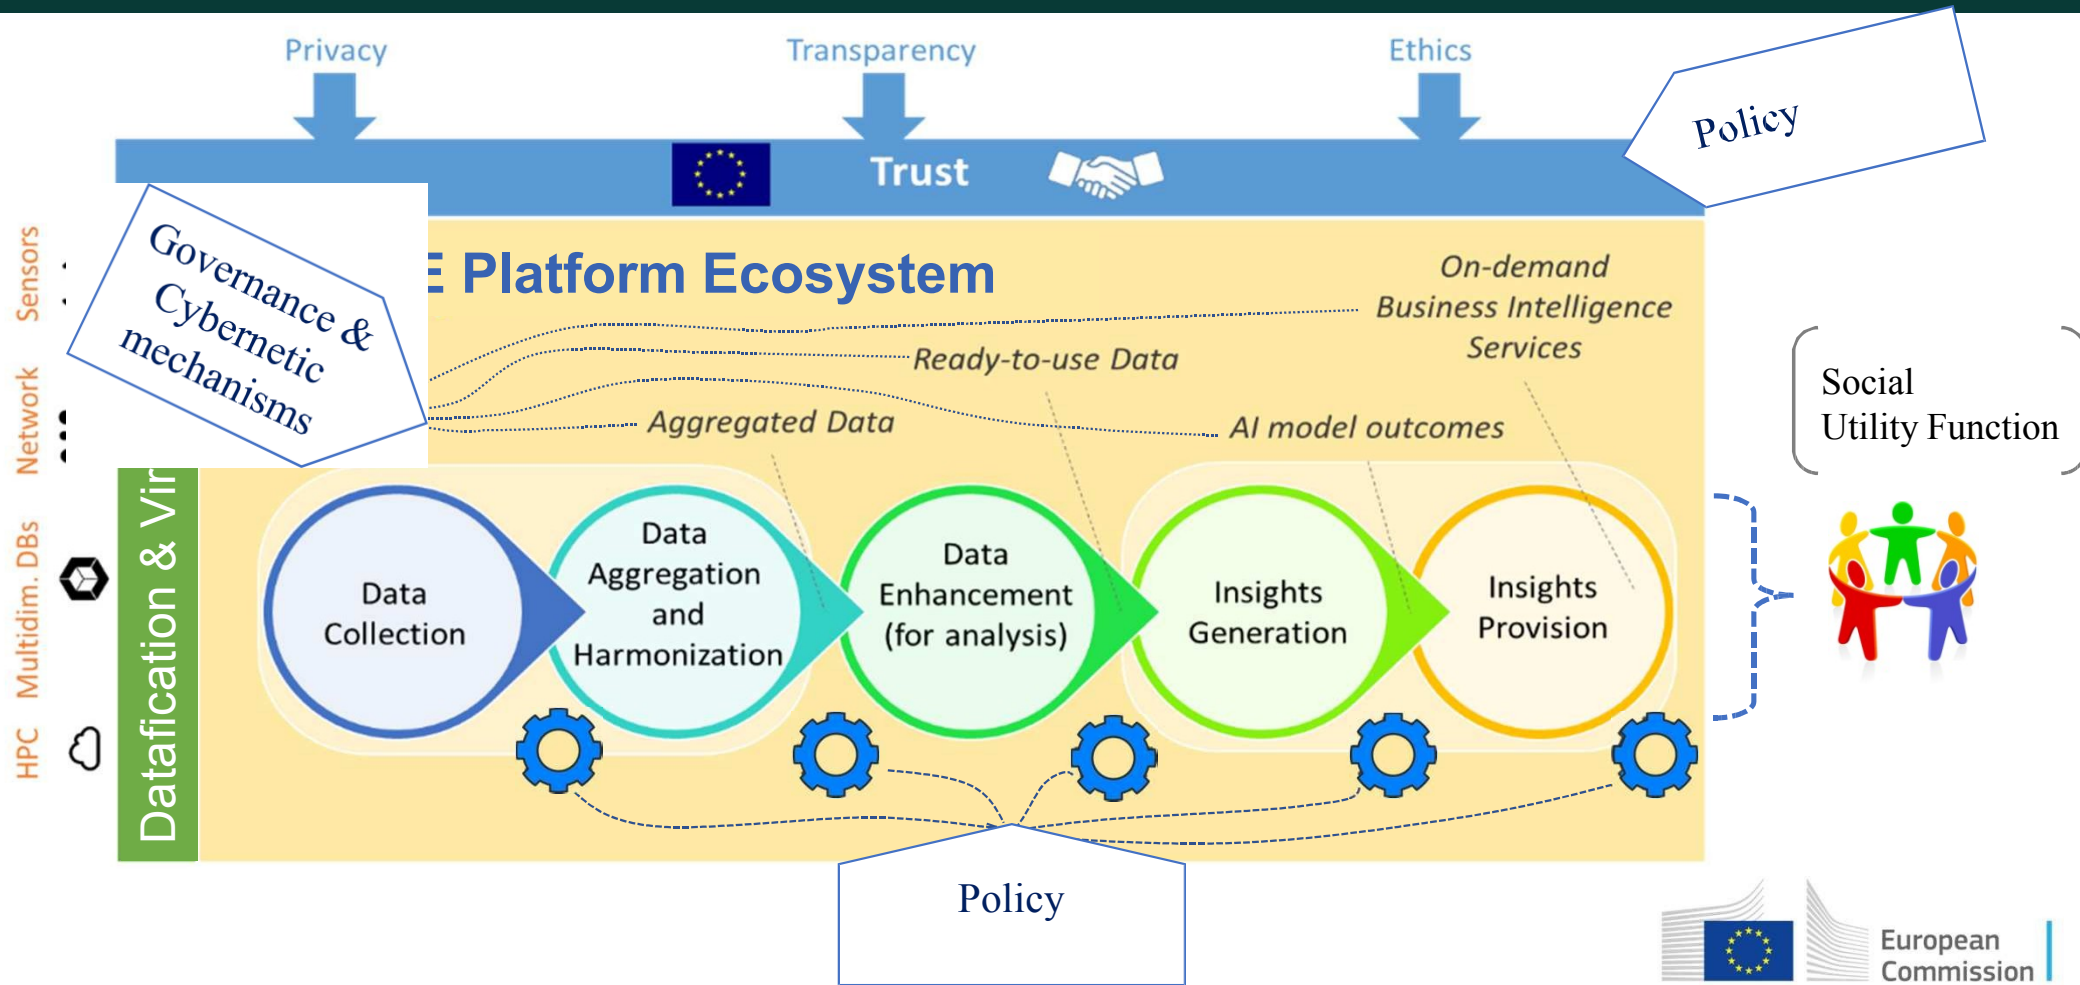 Privacy
Transparency
Ethics
Policy
Trust
Governance &
Cybernetic
mechanisms
E Platform Ecosystem
On-demand
Business Intelligence
Services
Ready-to-use Data
Aggregated Data
AI model outcomes
Sensors
Network
Multidim. DBs
HPC
Datafication & Vir
Data
Collection
Data
Aggregation
and
Harmonization
Data
Enhancement
(for analysis)
Insights
Generation
Insights
Provision
Social
Utility Function
Policy
European
Commission